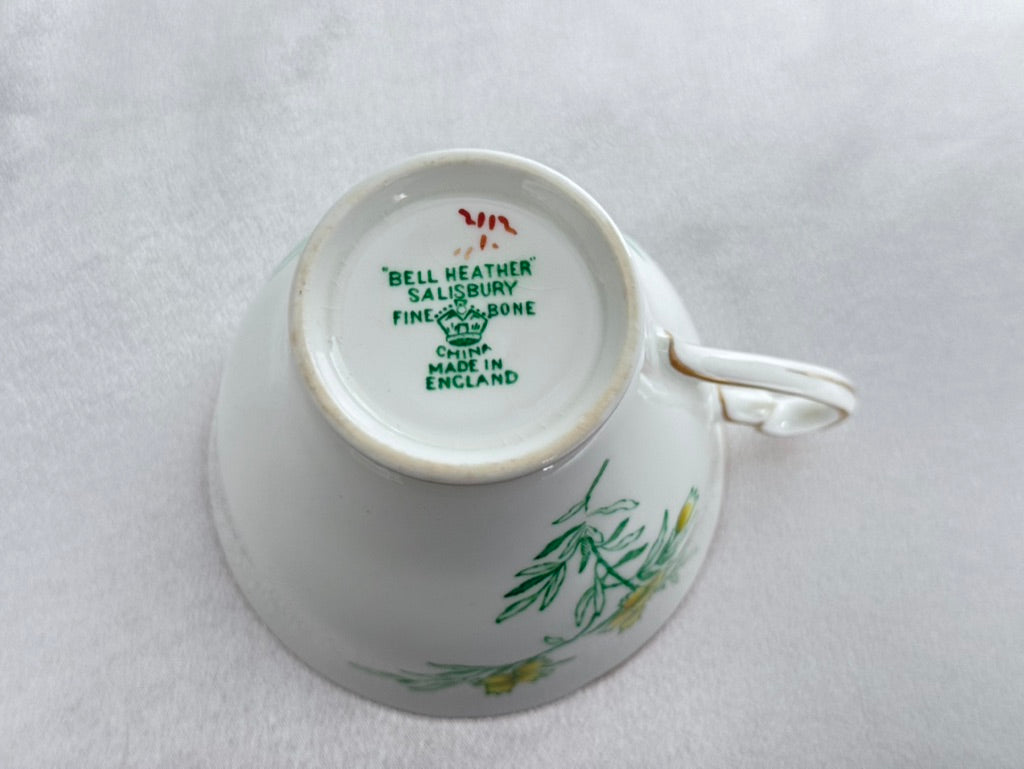 2112
"BELL HEATHER"
SALISBURY
FINE BONE
CHINA
MADE IN
ENGLAND